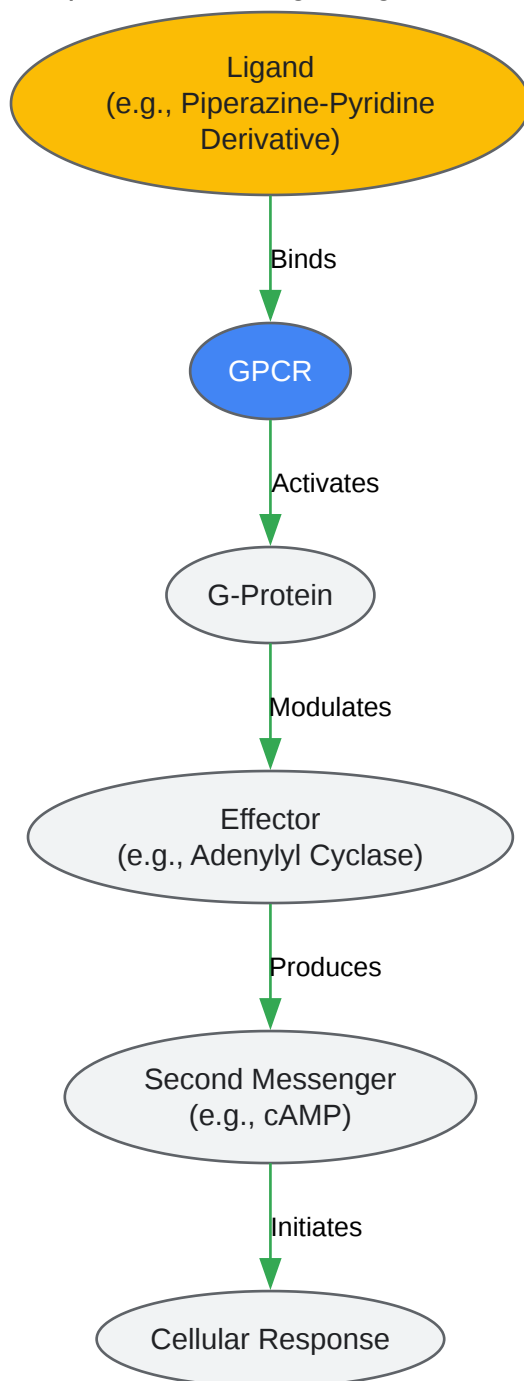 Ligand
(e.g., Piperazine-Pyridine
Derivative)
Binds
GPCR
Activates
G-Protein
Modulates
Effector
(e.g., Adenylyl Cyclase)
Produces
Second Messenger
(e.g., cAMP)
Initiates
Cellular Response